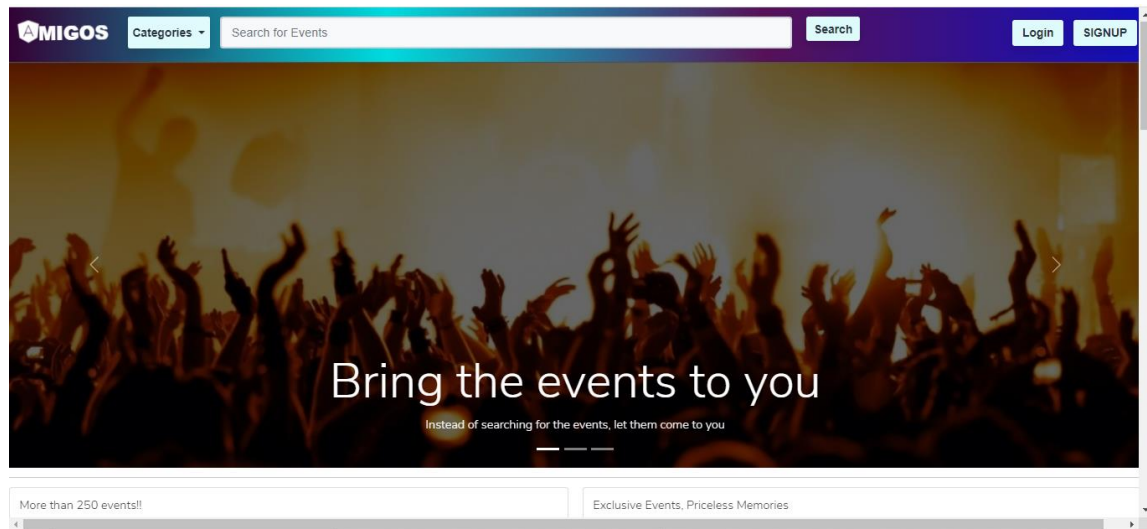 AMIGOS
Categories
Search for Events
Search
Login
SIGNUP
Bring the events to you
Instead of searching for the events, let them come to you
More than 250 events!!
Exclusive Events, Priceless Memories